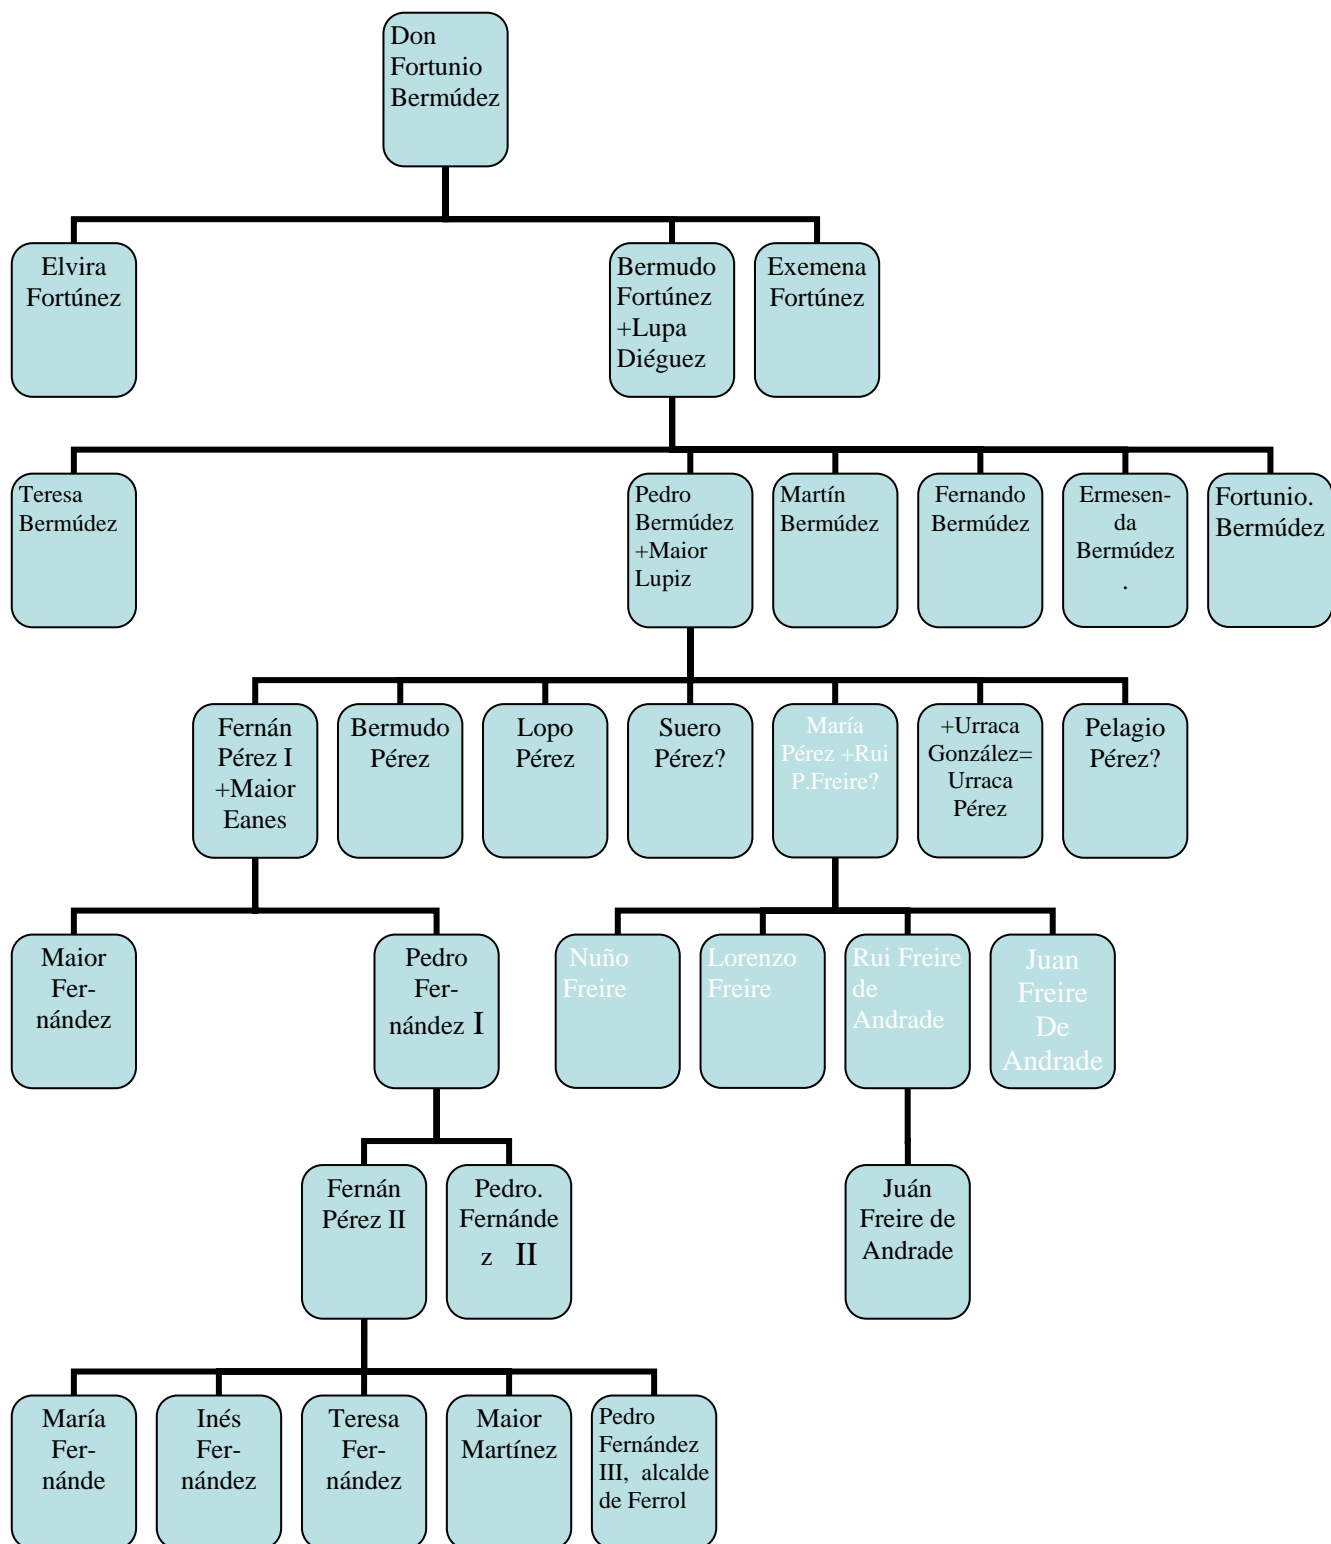 Don
Fortunio
Bermúdez
Elvira
Fortúnez
Bermudo
Fortúnez
+Lupa
Diéguez
Exemena
Fortúnez
Teresa
Bermúdez
Pedro
Bermúdez
+Maior
Lupiz
Martín
Bermúdez
Fernando
Bermúdez
Ermesen-
da
Bermúdez
.
Fortunio.
Bermúdez
Fernán
Pérez I
+Maior
Eanes
Bermudo
Pérez
Lopo
Pérez
Suero
Pérez?
María
Pérez +Rui
P.Freire?
+Urraca
González=
Urraca
Pérez
Pelagio
Pérez?
Maior
Fer-
nández
Pedro
Fer-
nández I
Nuño
Freire
Lorenzo
Freire
Rui Freire
de
Andrade
Juan
Freire
De
Andrade
Fernán
Pérez II
Pedro.
Fernánde
z II
Juán
Freire de
Andrade
María
Fer-
nánde
Inés
Fer-
nández
Teresa
Fer-
nández
Maior
Martínez
Pedro
Fernández
III, alcalde
de Ferrol